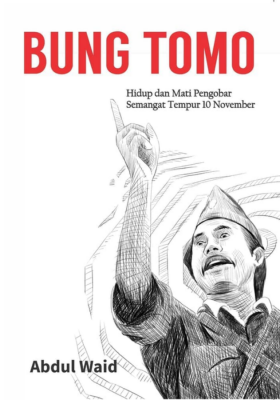 BUNG TOMO
Hidup dan Mati Pengobar
Semangat Tempur 10 November
Abdul Waid